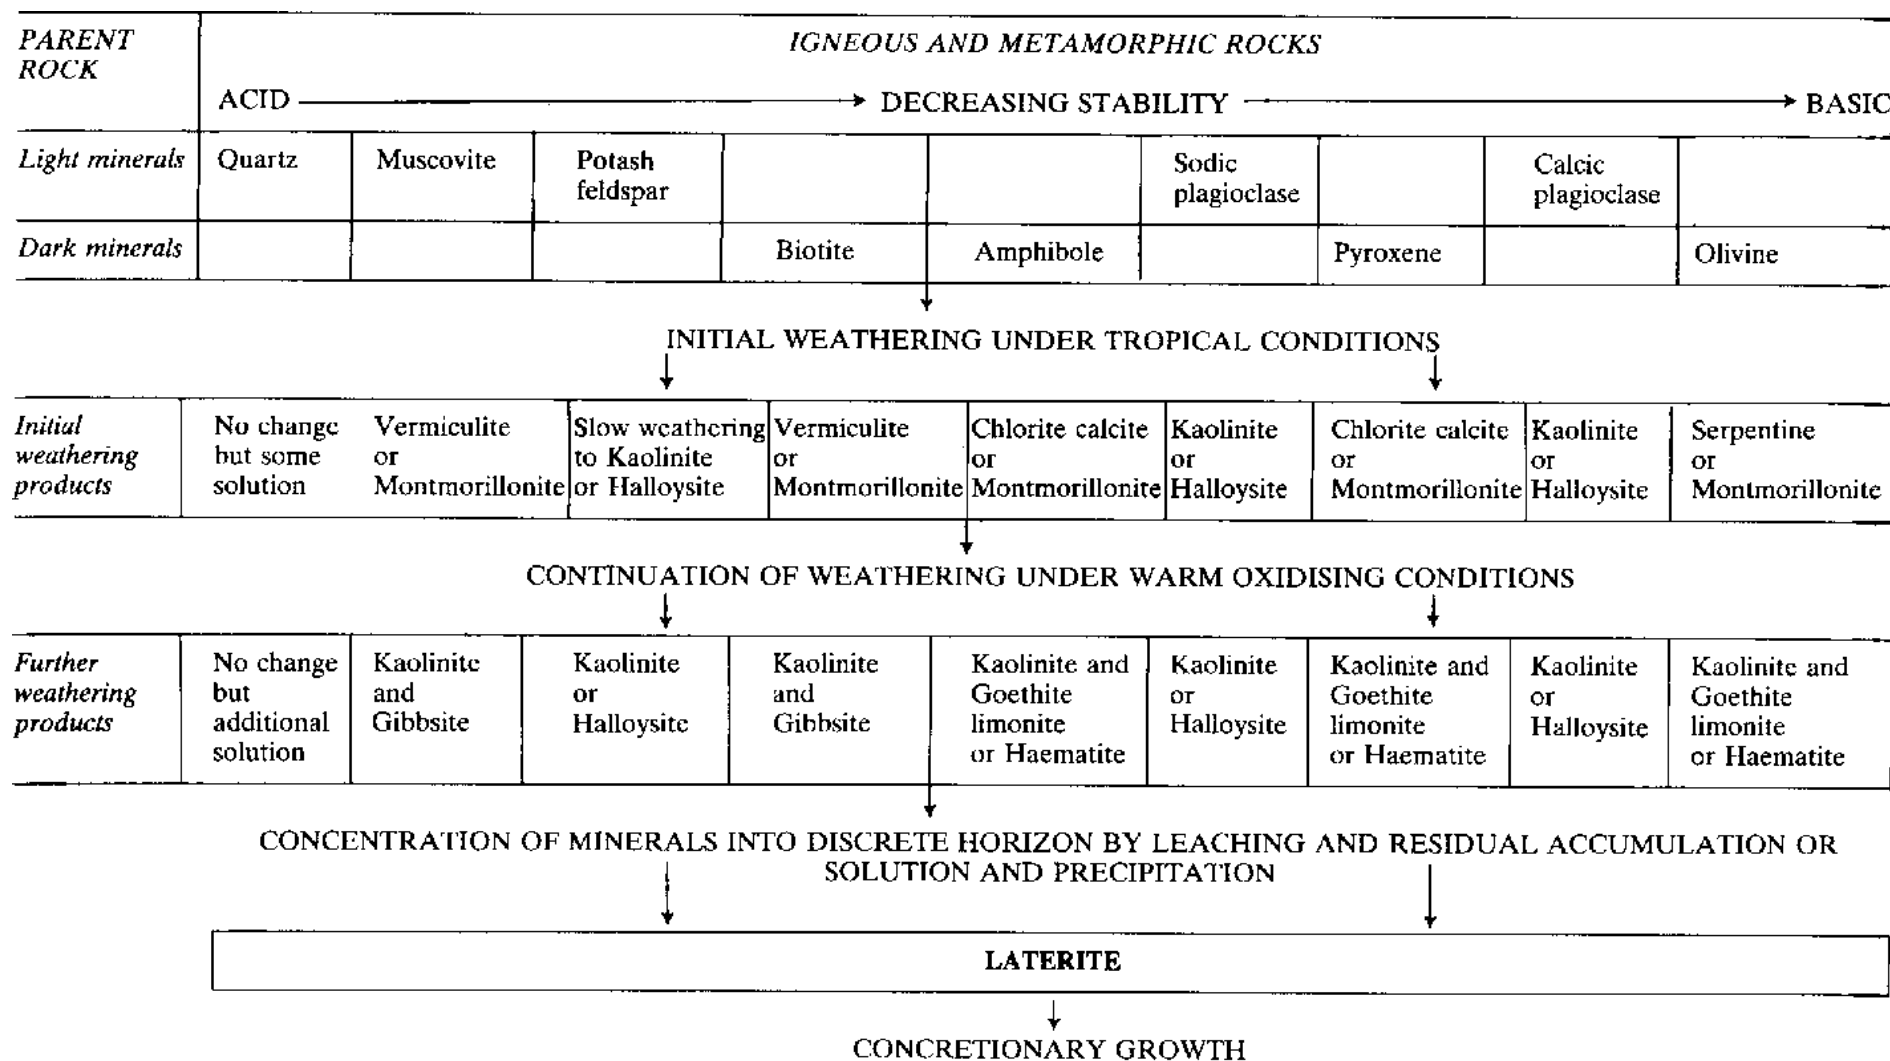 PARENT
ROCK
IGNEOUS AND METAMORPHIC ROCKS
ACID DECREASING STABILITY BASIC
Light minerals Quartz Muscovite Potash
feldspar Sodic
plagioclase Calcic
plagioclase
Dark minerals Biotite Amphibole Pyroxene Olivine
INITIAL WEATHERING UNDER TROPICAL CONDITIONS
Initial
weathering
products
No change
but some
solution
Vermiculite
or
Montmorillonite
Slow weathering
to Kaolinite
or Halloysite
Vermiculite
or
Montmorillonite
Chlorite calcite
or
Montmorillonite
Kaolinite
or
Halloysite
Chlorite calcite
or
Montmorillonite
Kaolinite
or
Halloysite
Serpentine
or
Montmorillonite
CONTINUATION OF WEATHERING UNDER WARM OXIDISING CONDITIONS
Further
weathering
products
No change
but
additional
solution
Kaolinite
and
Gibbsite
Kaolinite
or
Halloysite
Kaolinite
and
Gibbsite
Kaolinite and
Goethite
limonite
or Haematite
Kaolinite
or
Halloysite
Kaolinite and
Goethite
limonite
or Haematite
Kaolinite
or
Halloysite
Kaolinite and
Goethite
limonite
or Haematite
CONCENTRATION OF MINERALS INTO DISCRETE HORIZON BY LEACHING AND RESIDUAL ACCUMULATION OR
SOLUTION AND PRECIPITATION
LATERITE
CONCRETIONARY GROWTH